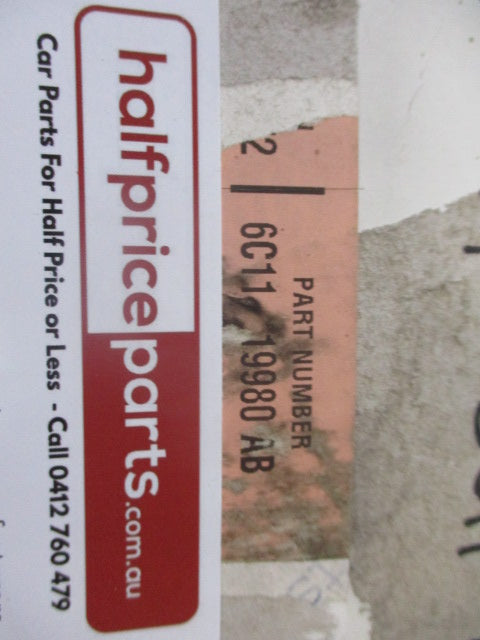 halfpriceparts.com.au
Car Parts For Half Price or Less - Call 0412 760 479
PART NUMBER
6C11 19980 AB